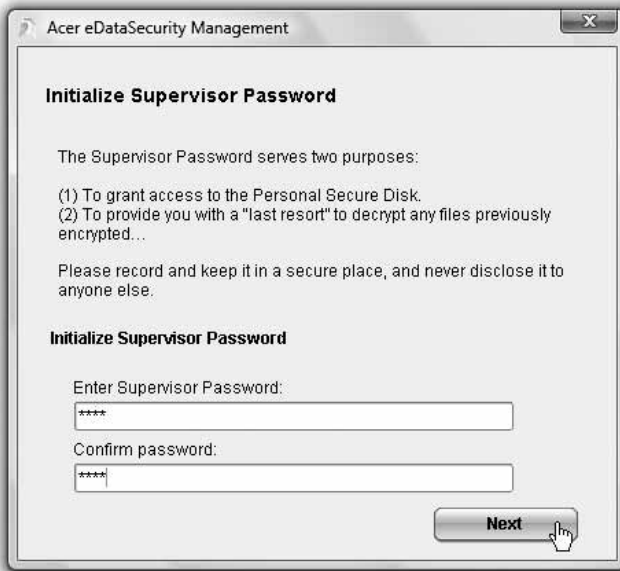 Acer eDataSecurity Management
X
Initialize Supervisor Password
The Supervisor Password serves two purposes:
(1) To grant access to the Personal Secure Disk.
(2) To provide you with a "last resort" to decrypt any files previously
encrypted...
Please record and keep it in a secure place, and never disclose it to
anyone else.
Initialize Supervisor Password
Enter Supervisor Password:
****
Confirm password:
****
Next